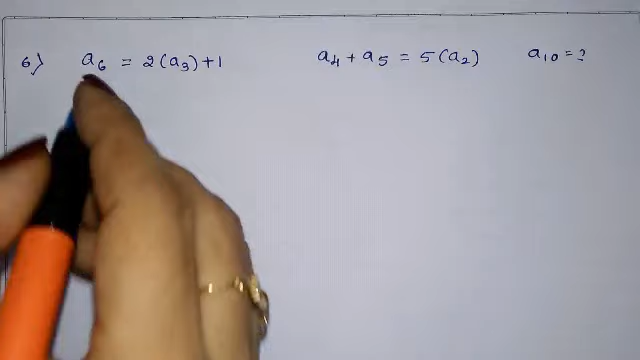 6) a₆ = 2(a₃)+1 a₄ + a₅ = 5(a₂) a₁₀ = ?